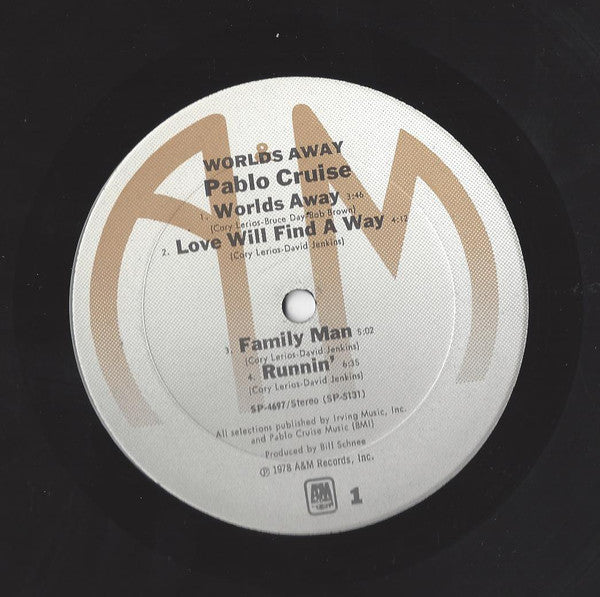 A&M
WORLDS AWAY
Pablo Cruise
1. Worlds Away 3:46
(Cory Lerios-Bruce Day-Bob Brown)
2. Love Will Find A Way 4:12
(Cory Lerios-David Jenkins)
3. Family Man 5:02
(Cory Lerios-David Jenkins)
4. Runnin' 6:35
(Cory Lerios-David Jenkins)
SP-4697/Stereo (SP-5131)
All selections published by Irving Music, Inc.
and Pablo Cruise Music (BMI)
Produced by Bill Schnee
℗ 1978 A&M Records, Inc.
A&M
1